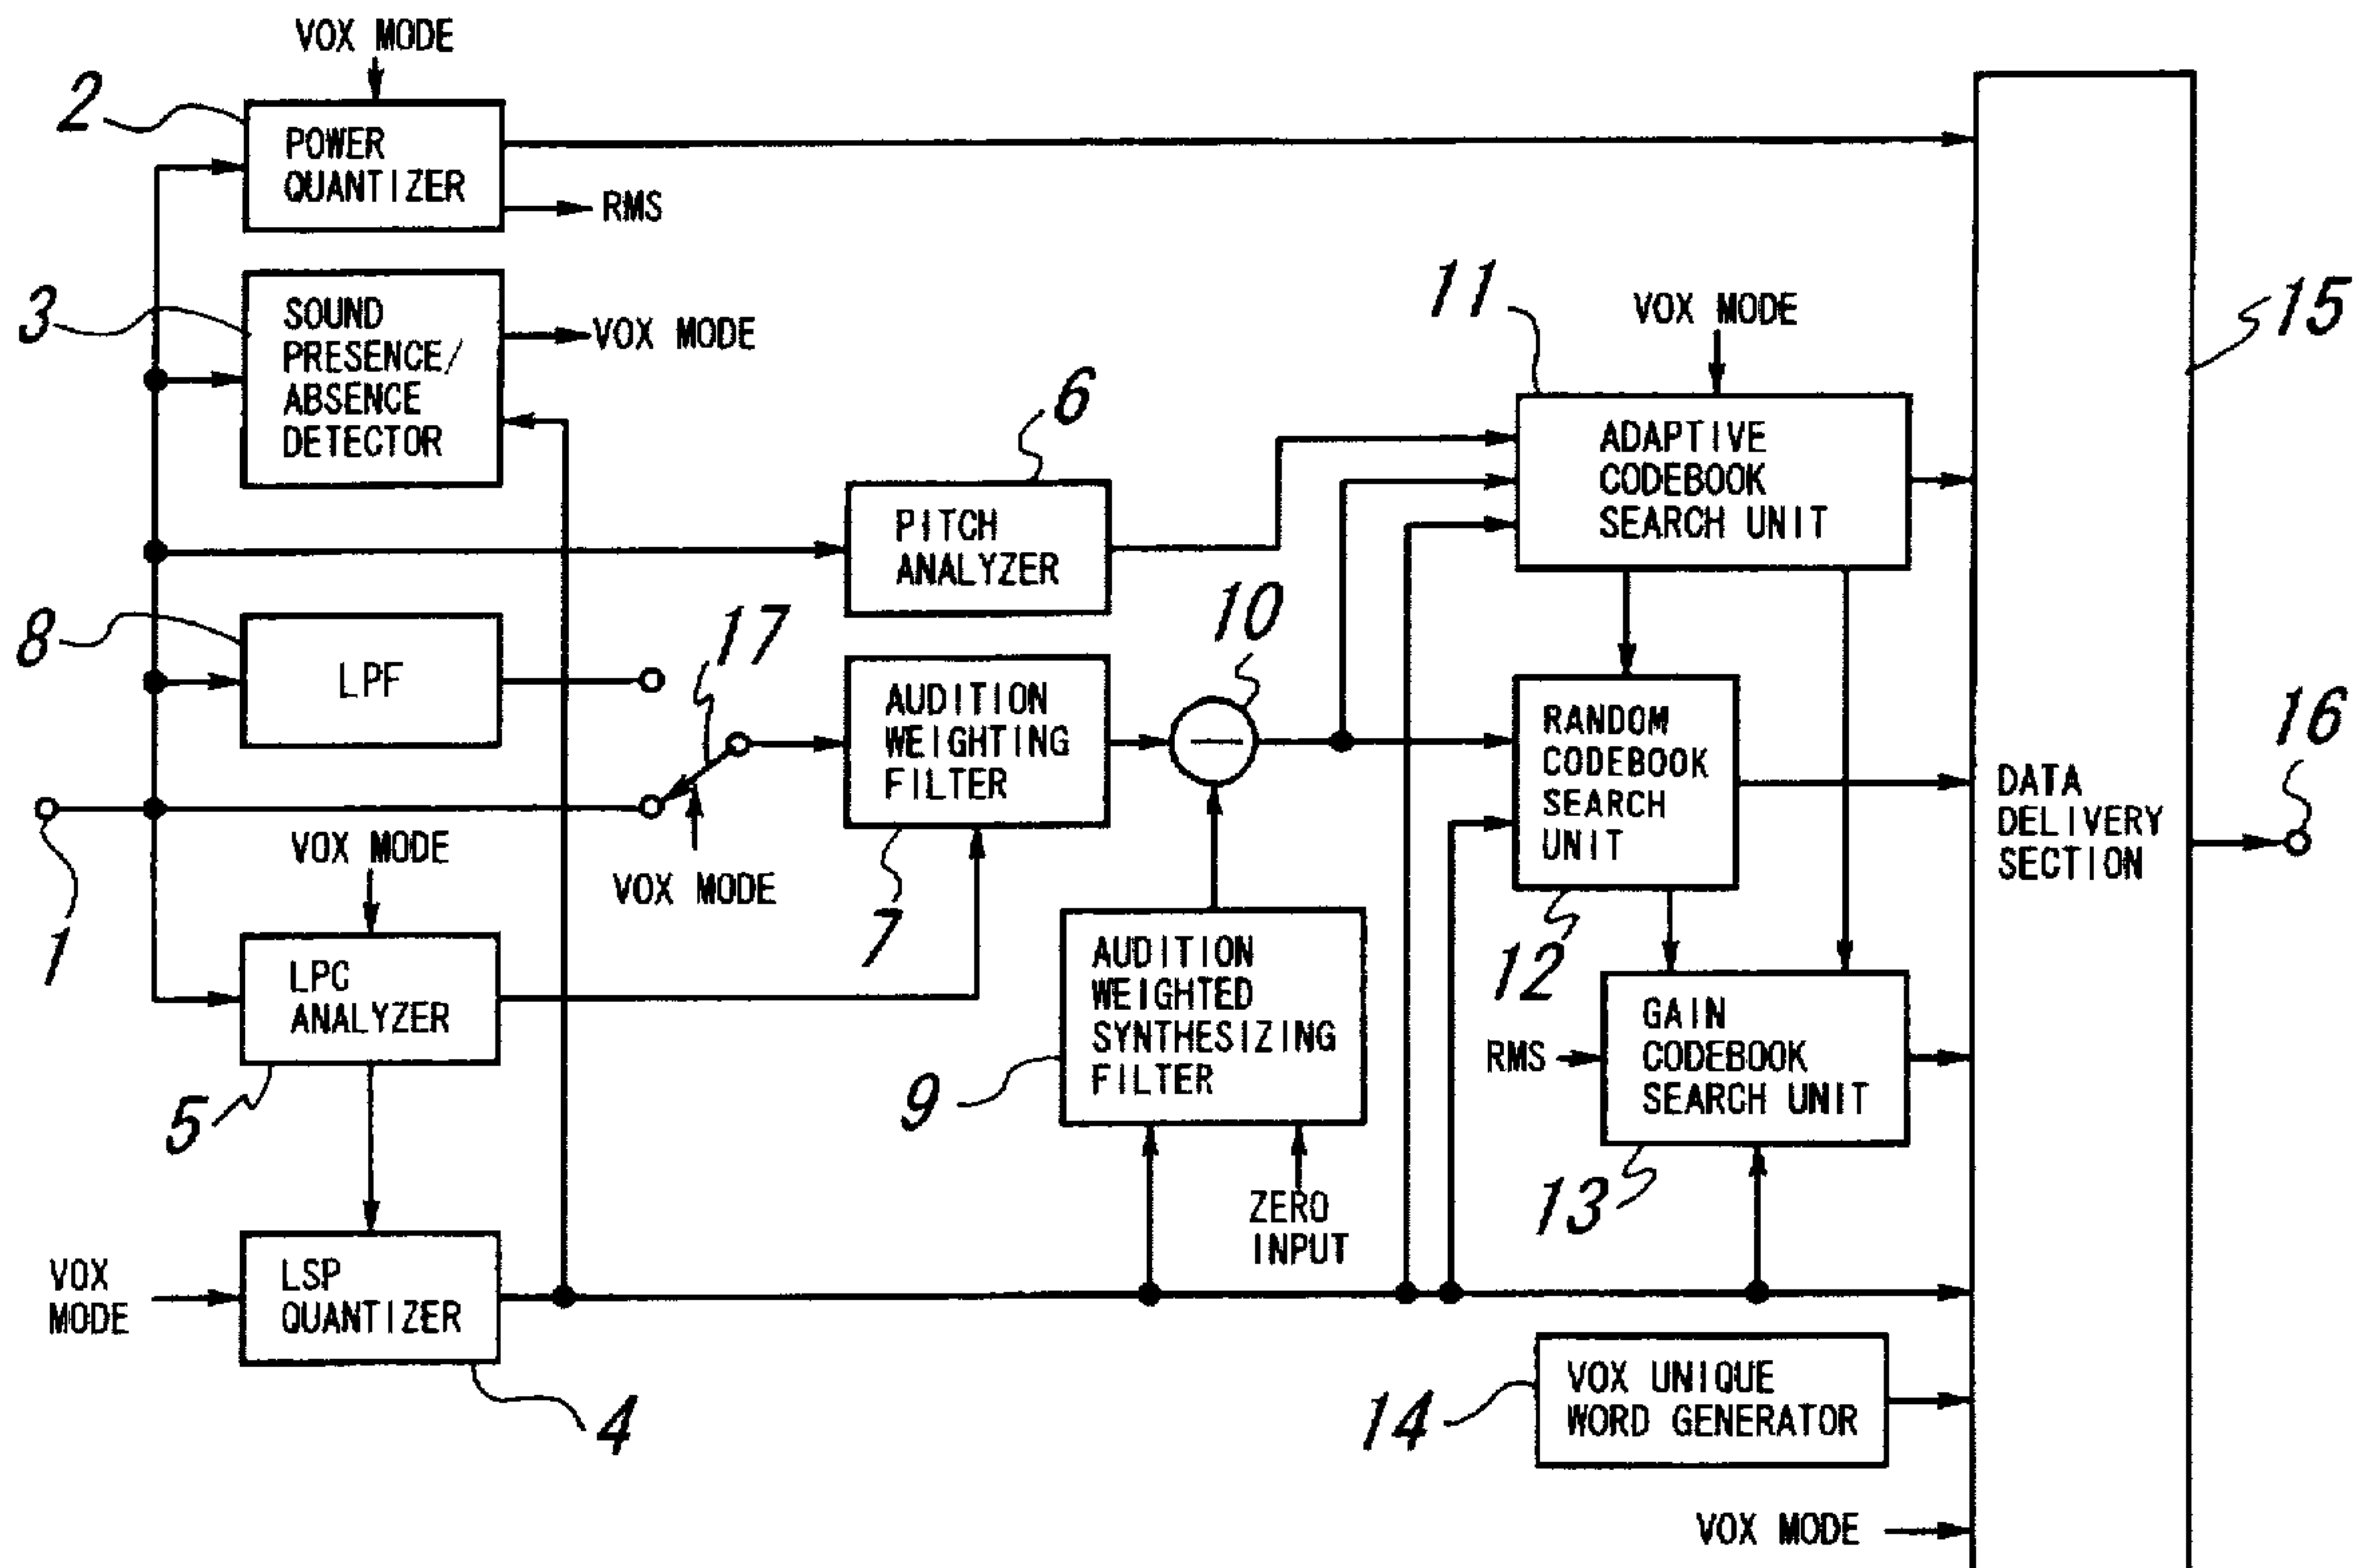 VOX MODE
2
POWER
QUANTIZER
RMS
3
SOUND
PRESENCE/
ABSENCE
DETECTOR
VOX MODE
11
VOX MODE
15
6
ADAPTIVE
CODEBOOK
SEARCH UNIT
PITCH
ANALYZER
8
LPF
17
10
AUDITION
WEIGHTING
FILTER
RANDOM
CODEBOOK
SEARCH
UNIT
16
DATA
DELIVERY
SECTION
1
VOX MODE
VOX MODE
7
12
LPC
ANALYZER
AUDITION
WEIGHTED
SYNTHESIZING
FILTER
RMS
GAIN
CODEBOOK
SEARCH UNIT
5
9
13
ZERO
INPUT
VOX
MODE
LSP
QUANTIZER
4
14
VOX UNIQUE
WORD GENERATOR
VOX MODE